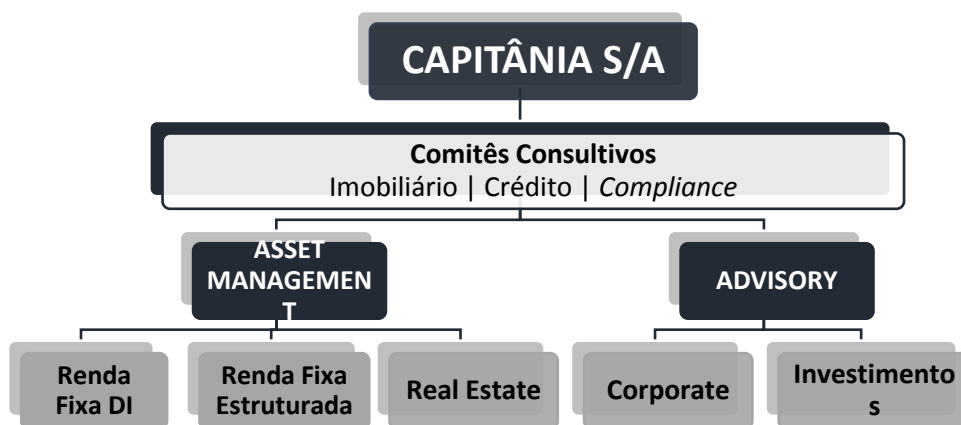 CAPITÂNIA S/A
Comitês Consultivos
Imobiliário | Crédito | Compliance
ASSET
MANAGEMEN
T
ADVISORY
Renda
Fixa DI
Renda Fixa
Estruturada
Real Estate
Corporate
Investimento
s